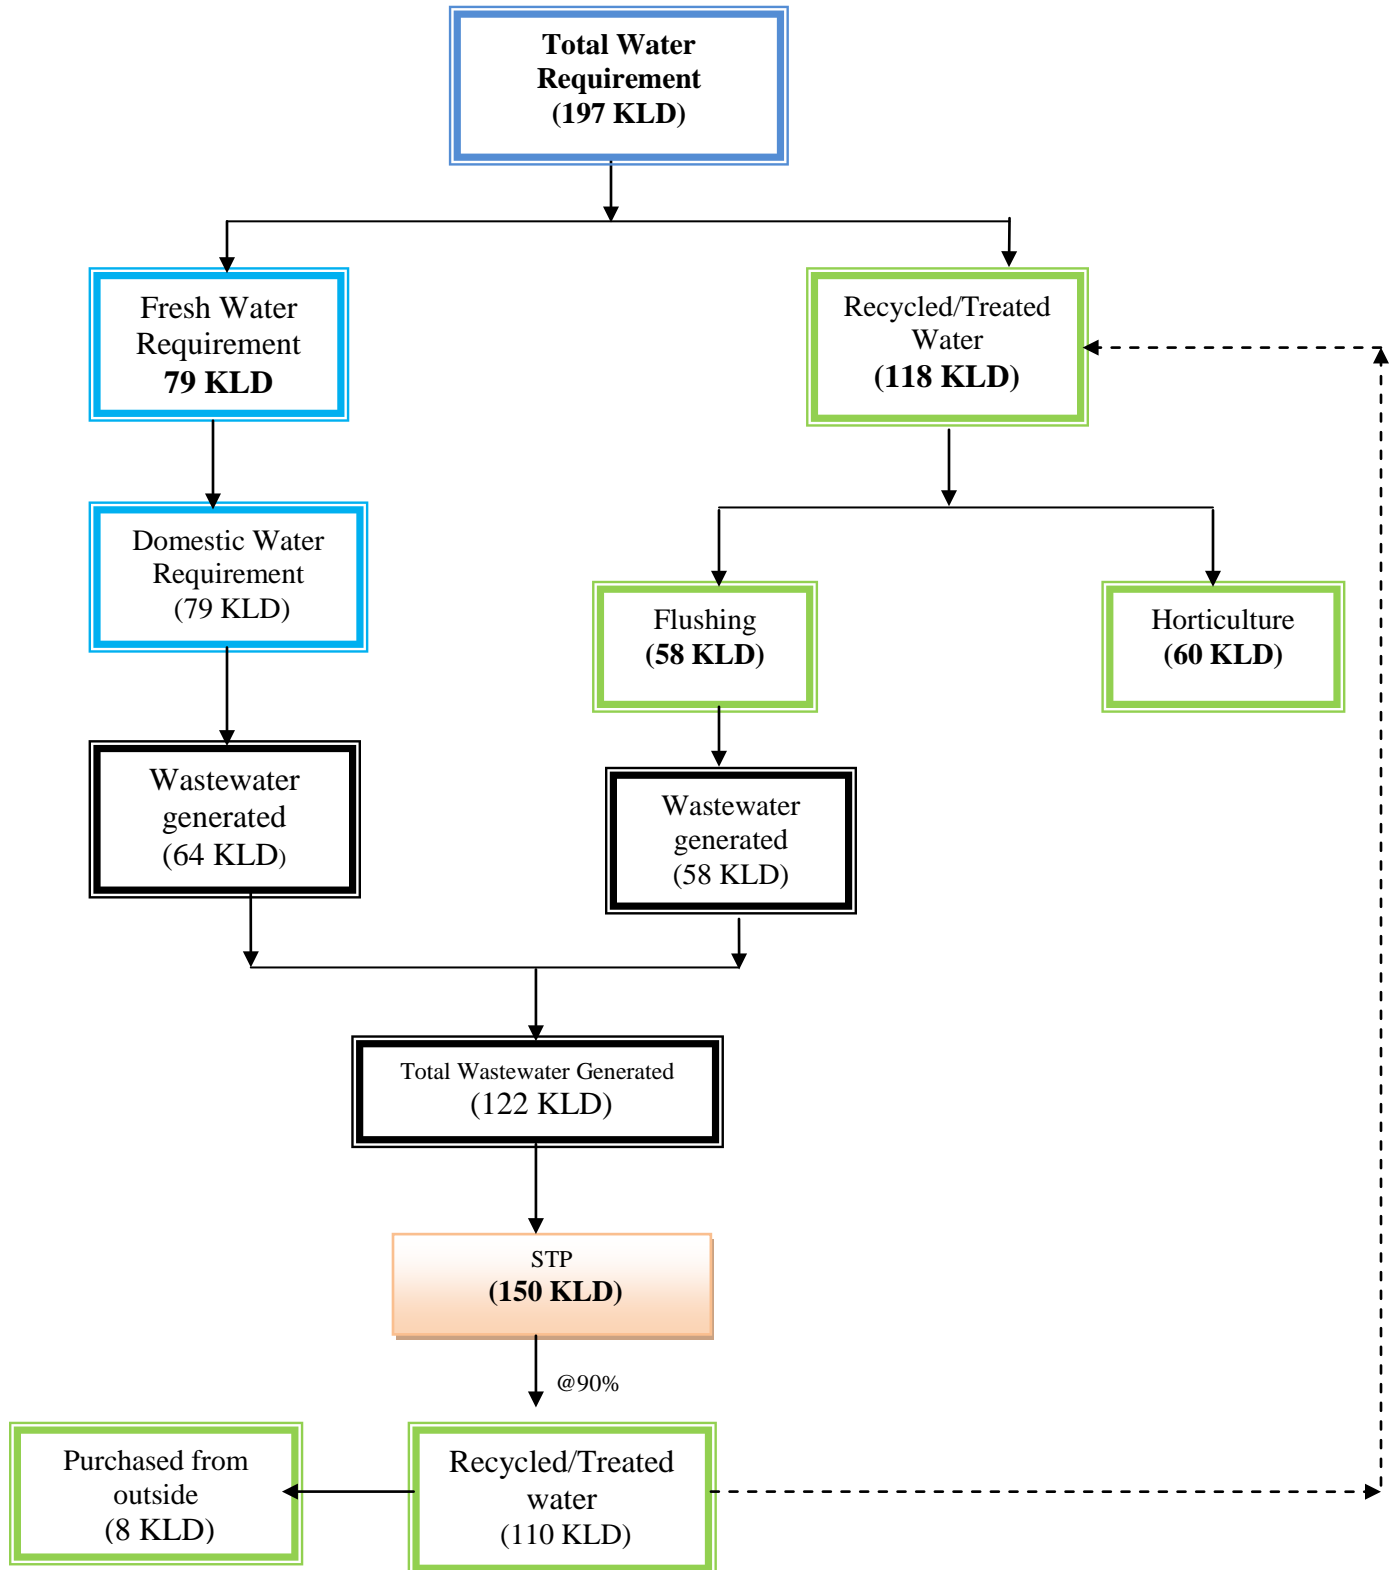 Total Water
Requirement
(197 KLD)
Fresh Water
Requirement
79 KLD
Recycled/Treated
Water
(118 KLD)
Domestic Water
Requirement
(79 KLD)
Flushing
(58 KLD)
Horticulture
(60 KLD)
Wastewater
generated
(64 KLD)
Wastewater
generated
(58 KLD)
Total Wastewater Generated
(122 KLD)
STP
(150 KLD)
@90%
Purchased from
outside
(8 KLD)
Recycled/Treated
water
(110 KLD)